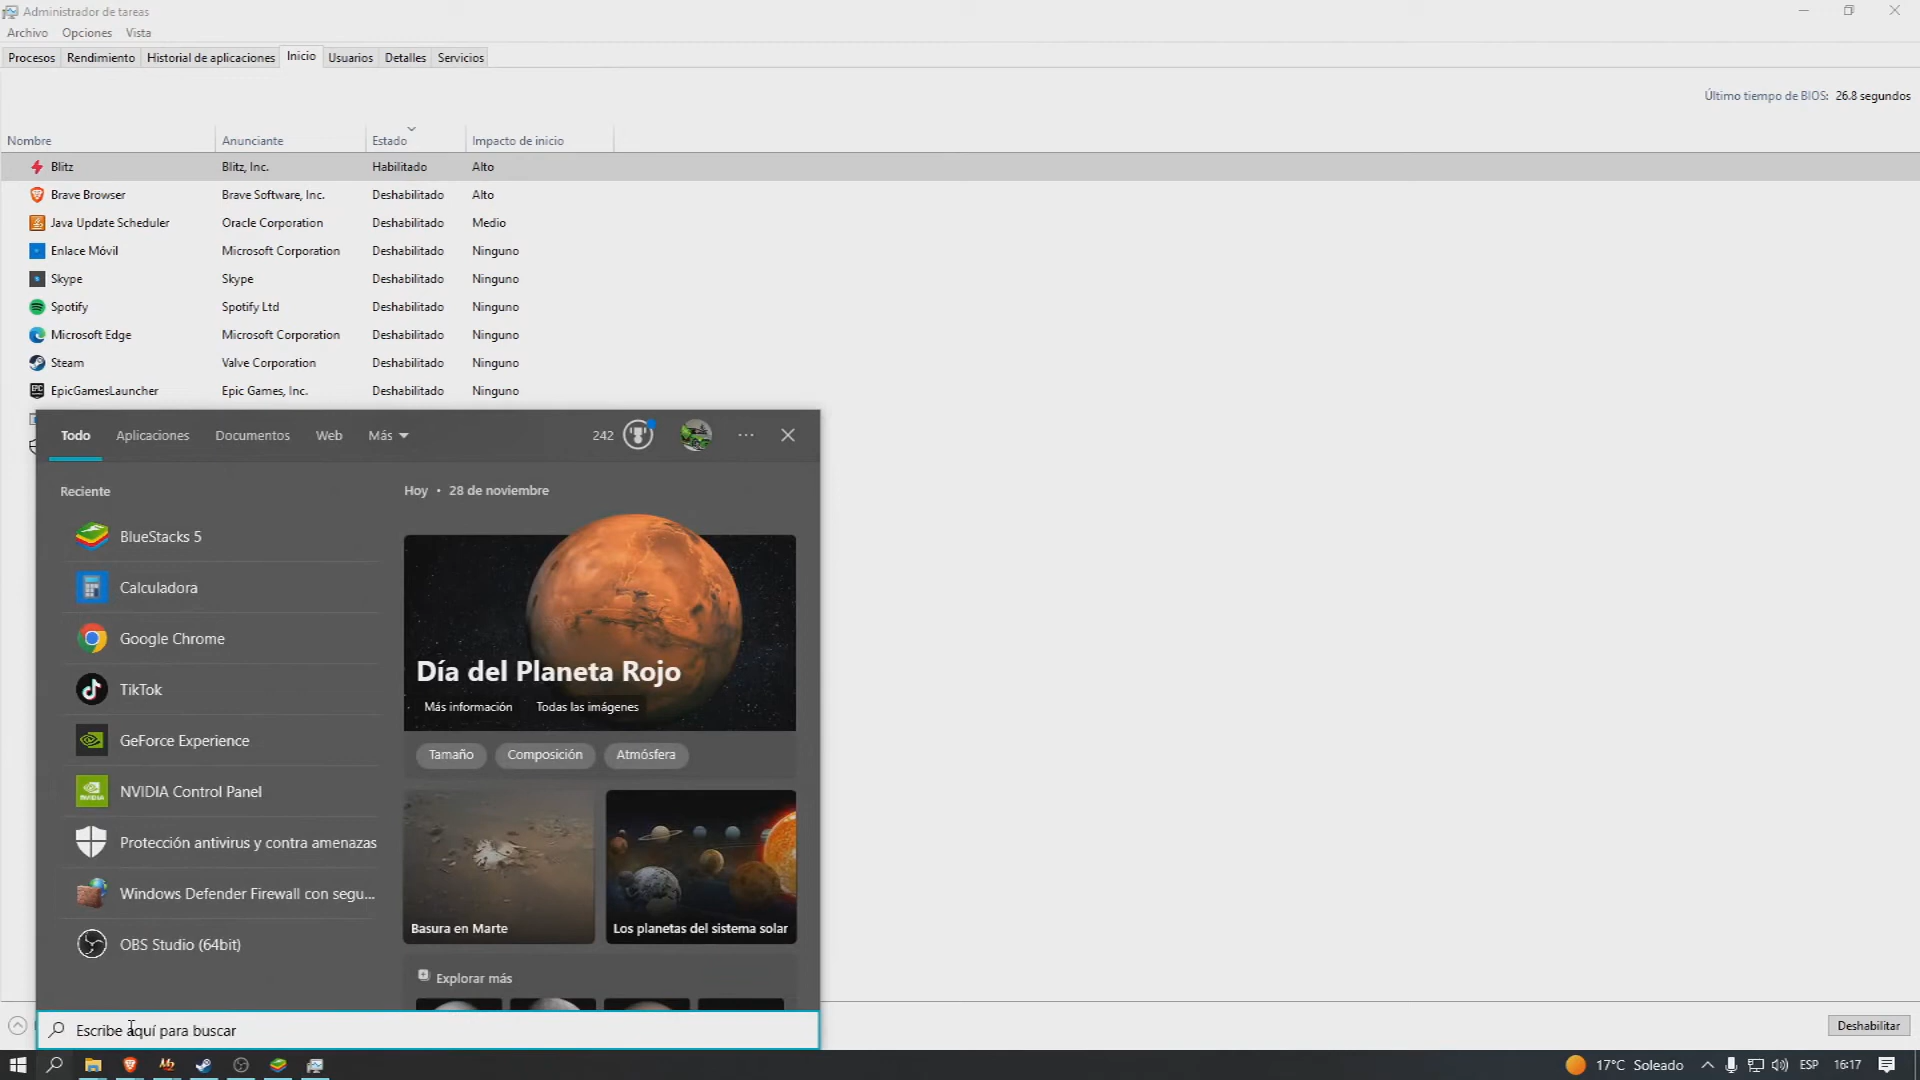 Administrador de tareas
Archivo Opciones Vista
Procesos Rendimiento Historial de aplicaciones Inicio Usuarios Detalles Servicios
Último tiempo de BIOS: 26.8 segundos
Nombre Anunciante Estado Impacto de inicio
Blitz Blitz, Inc. Habilitado Alto
Brave Browser Brave Software, Inc. Deshabilitado Alto
Java Update Scheduler Oracle Corporation Deshabilitado Medio
Enlace Móvil Microsoft Corporation Deshabilitado Ninguno
Skype Skype Deshabilitado Ninguno
Spotify Spotify Ltd Deshabilitado Ninguno
Microsoft Edge Microsoft Corporation Deshabilitado Ninguno
Steam Valve Corporation Deshabilitado Ninguno
EpicGamesLauncher Epic Games, Inc. Deshabilitado Ninguno
Todo Aplicaciones Documentos Web Más 242
Reciente
BlueStacks 5
Calculadora
Google Chrome
TikTok
GeForce Experience
NVIDIA Control Panel
Protección antivirus y contra amenazas
Windows Defender Firewall con segu...
OBS Studio (64bit)
Hoy • 28 de noviembre
Día del Planeta Rojo
Más información Todas las imágenes
Tamaño Composición Atmósfera
Basura en Marte Los planetas del sistema solar
Explorar más
Escribe aquí para buscar
Deshabilitar
17°C Soleado ESP 16:17